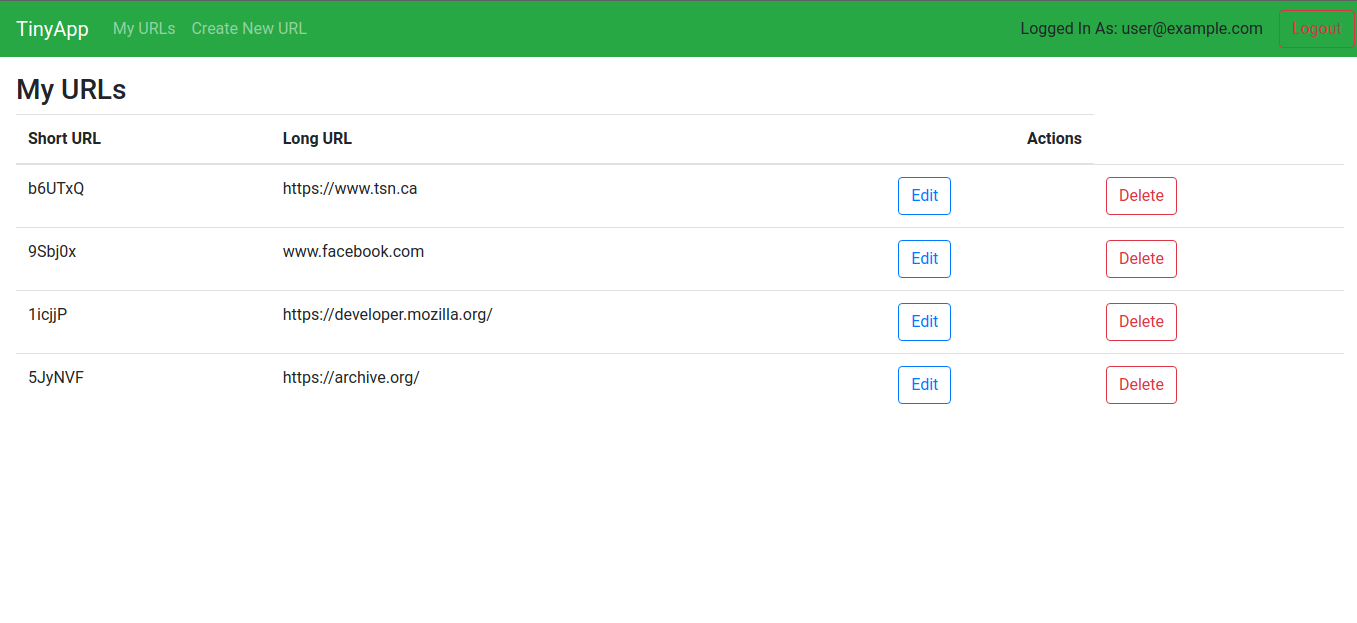 TinyApp My URLs Create New URL Logged In As: user@example.com Logout
My URLs
Short URL Long URL Actions
b6UTxQ https://www.tsn.ca Edit Delete
9Sbj0x www.facebook.com Edit Delete
1icjjP https://developer.mozilla.org/ Edit Delete
5JyNVF https://archive.org/ Edit Delete